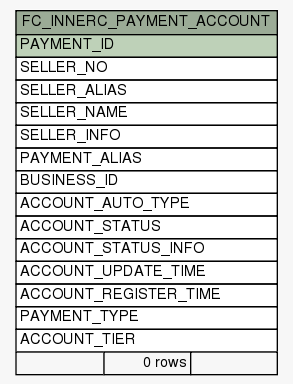 FC_INNERC_PAYMENT_ACCOUNT
PAYMENT_ID
SELLER_NO
SELLER_ALIAS
SELLER_NAME
SELLER_INFO
PAYMENT_ALIAS
BUSINESS_ID
ACCOUNT_AUTO_TYPE
ACCOUNT_STATUS
ACCOUNT_STATUS_INFO
ACCOUNT_UPDATE_TIME
ACCOUNT_REGISTER_TIME
PAYMENT_TYPE
ACCOUNT_TIER
0 rows